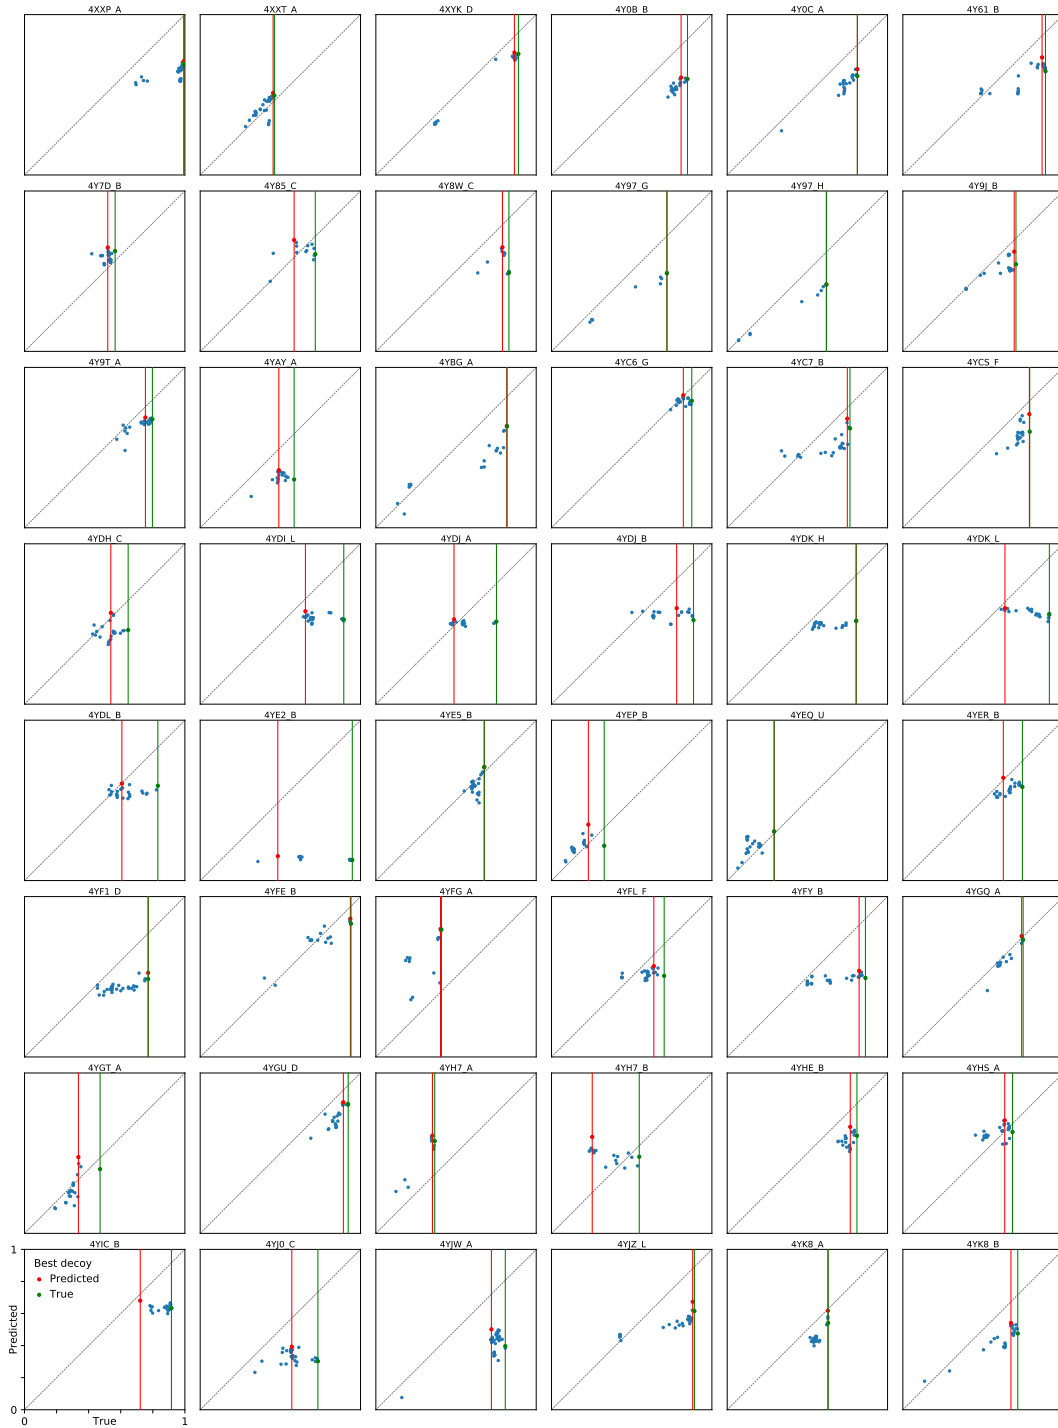 4XXP_A 4XXT_A 4XYK_D 4Y0B_B 4Y0C_A 4Y61_B
4Y7D_B 4Y85_C 4Y8W_C 4Y97_G 4Y97_H 4Y9J_B
4Y9T_A 4YAY_A 4YBG_A 4YC6_G 4YC7_B 4YCS_F
4YDH_C 4YDI_L 4YDJ_A 4YDJ_B 4YDK_H 4YDK_L
4YDL_B 4YE2_B 4YE5_B 4YEP_B 4YEQ_U 4YER_B
4YF1_D 4YFE_B 4YFG_A 4YFL_F 4YFY_B 4YGQ_A
4YGT_A 4YGU_D 4YH7_A 4YH7_B 4YHE_B 4YHS_A
4YIC_B 4YJ0_C 4YJW_A 4YJZ_L 4YK8_A 4YK8_B
1
Best decoy
Predicted
True
Predicted
0
0 True 1